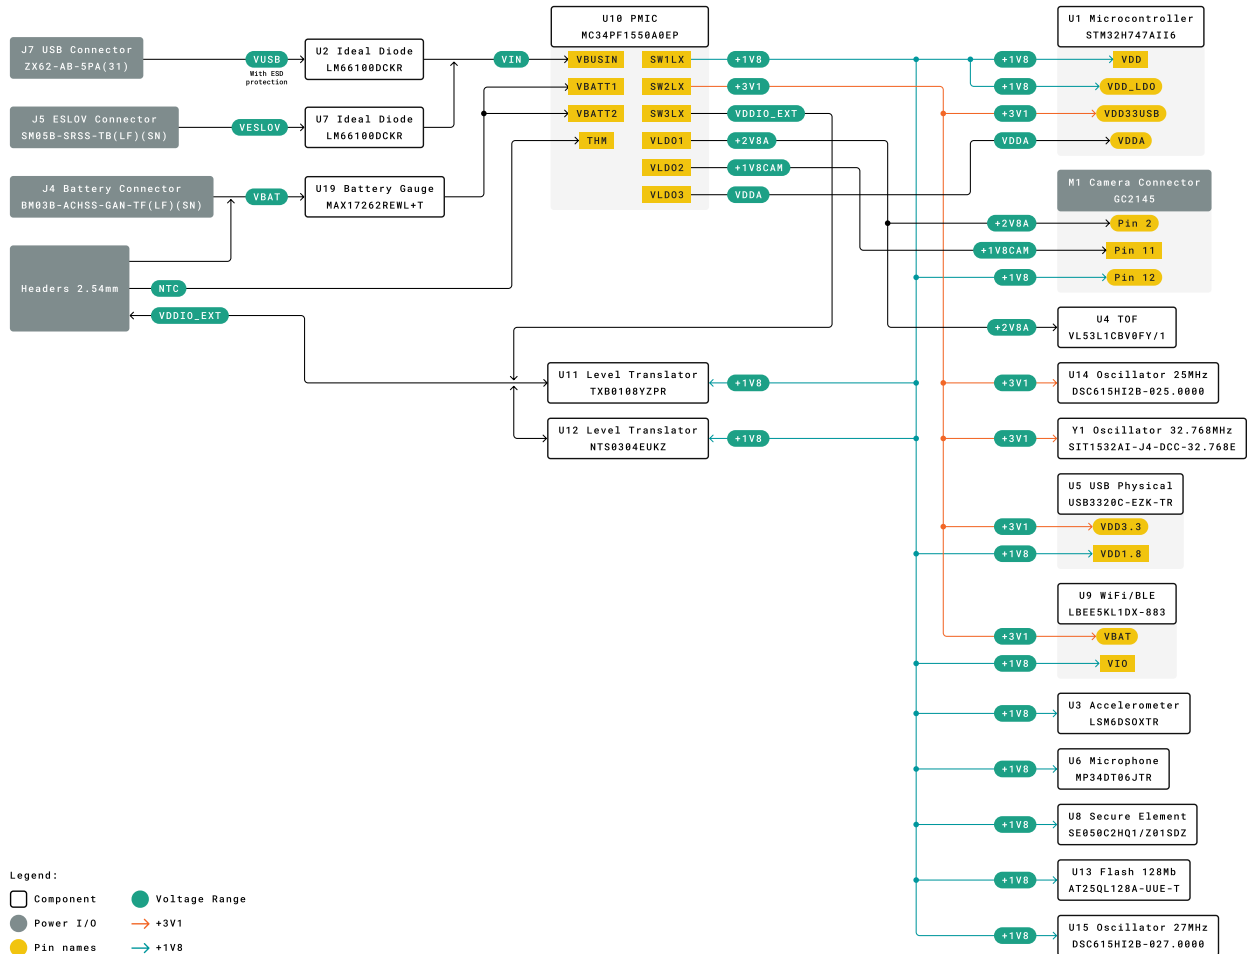 J7 USB Connector
ZX62-AB-5PA(31)
VUSB
With ESD
protection
U2 Ideal Diode
LM66100DCKR
VIN
J5 ESLOV Connector
SM05B-SRSS-TB(LF)(SN)
VESLOV
U7 Ideal Diode
LM66100DCKR
J4 Battery Connector
BM03B-ACHSS-GAN-TF(LF)(SN)
VBAT
U19 Battery Gauge
MAX17262REWL+T
Headers 2.54mm
NTC
VDDIO_EXT
U10 PMIC
MC34PF1550A0EP
VBUSIN
VBATT1
VBATT2
THM
SW1LX
SW2LX
SW3LX
VLDO1
VLDO2
VLDO3
+1V8
+3V1
VDDIO_EXT
+2V8A
+1V8CAM
VDDA
U11 Level Translator
TXB0108YZPR
+1V8
U12 Level Translator
NTS0304EUKZ
+1V8
U1 Microcontroller
STM32H747AII6
+1V8
VDD
+1V8
VDD_LDO
+3V1
VDD33USB
VDDA
VDDA
M1 Camera Connector
GC2145
+2V8A
Pin 2
+1V8CAM
Pin 11
+1V8
Pin 12
+2V8A
U4 TOF
VL53L1CBV0FY/1
+3V1
U14 Oscillator 25MHz
DSC615HI2B-025.0000
+3V1
Y1 Oscillator 32.768MHz
SIT1532AI-J4-DCC-32.768E
U5 USB Physical
USB3320C-EZK-TR
+3V1
VDD3.3
+1V8
VDD1.8
U9 WiFi/BLE
LBEE5KL1DX-883
+3V1
VBAT
+1V8
VIO
+1V8
U3 Accelerometer
LSM6DSOXTR
+1V8
U6 Microphone
MP34DT06JTR
+1V8
U8 Secure Element
SE050C2HQ1/Z01SDZ
+1V8
U13 Flash 128Mb
AT25QL128A-UUE-T
+1V8
U15 Oscillator 27MHz
DSC615HI2B-027.0000
Legend:
Component
Voltage Range
Power I/O
+3V1
Pin names
+1V8